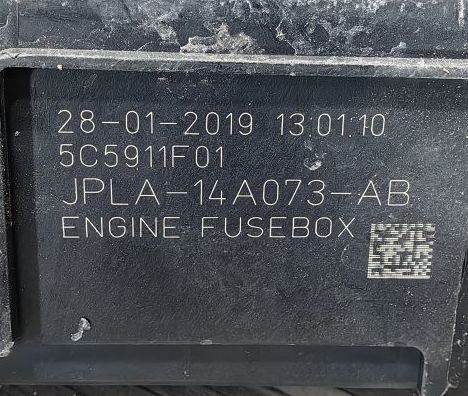 28-01-2019 13:01:10
5C5911F01
JPLA-14A073-AB
ENGINE FUSEBOX